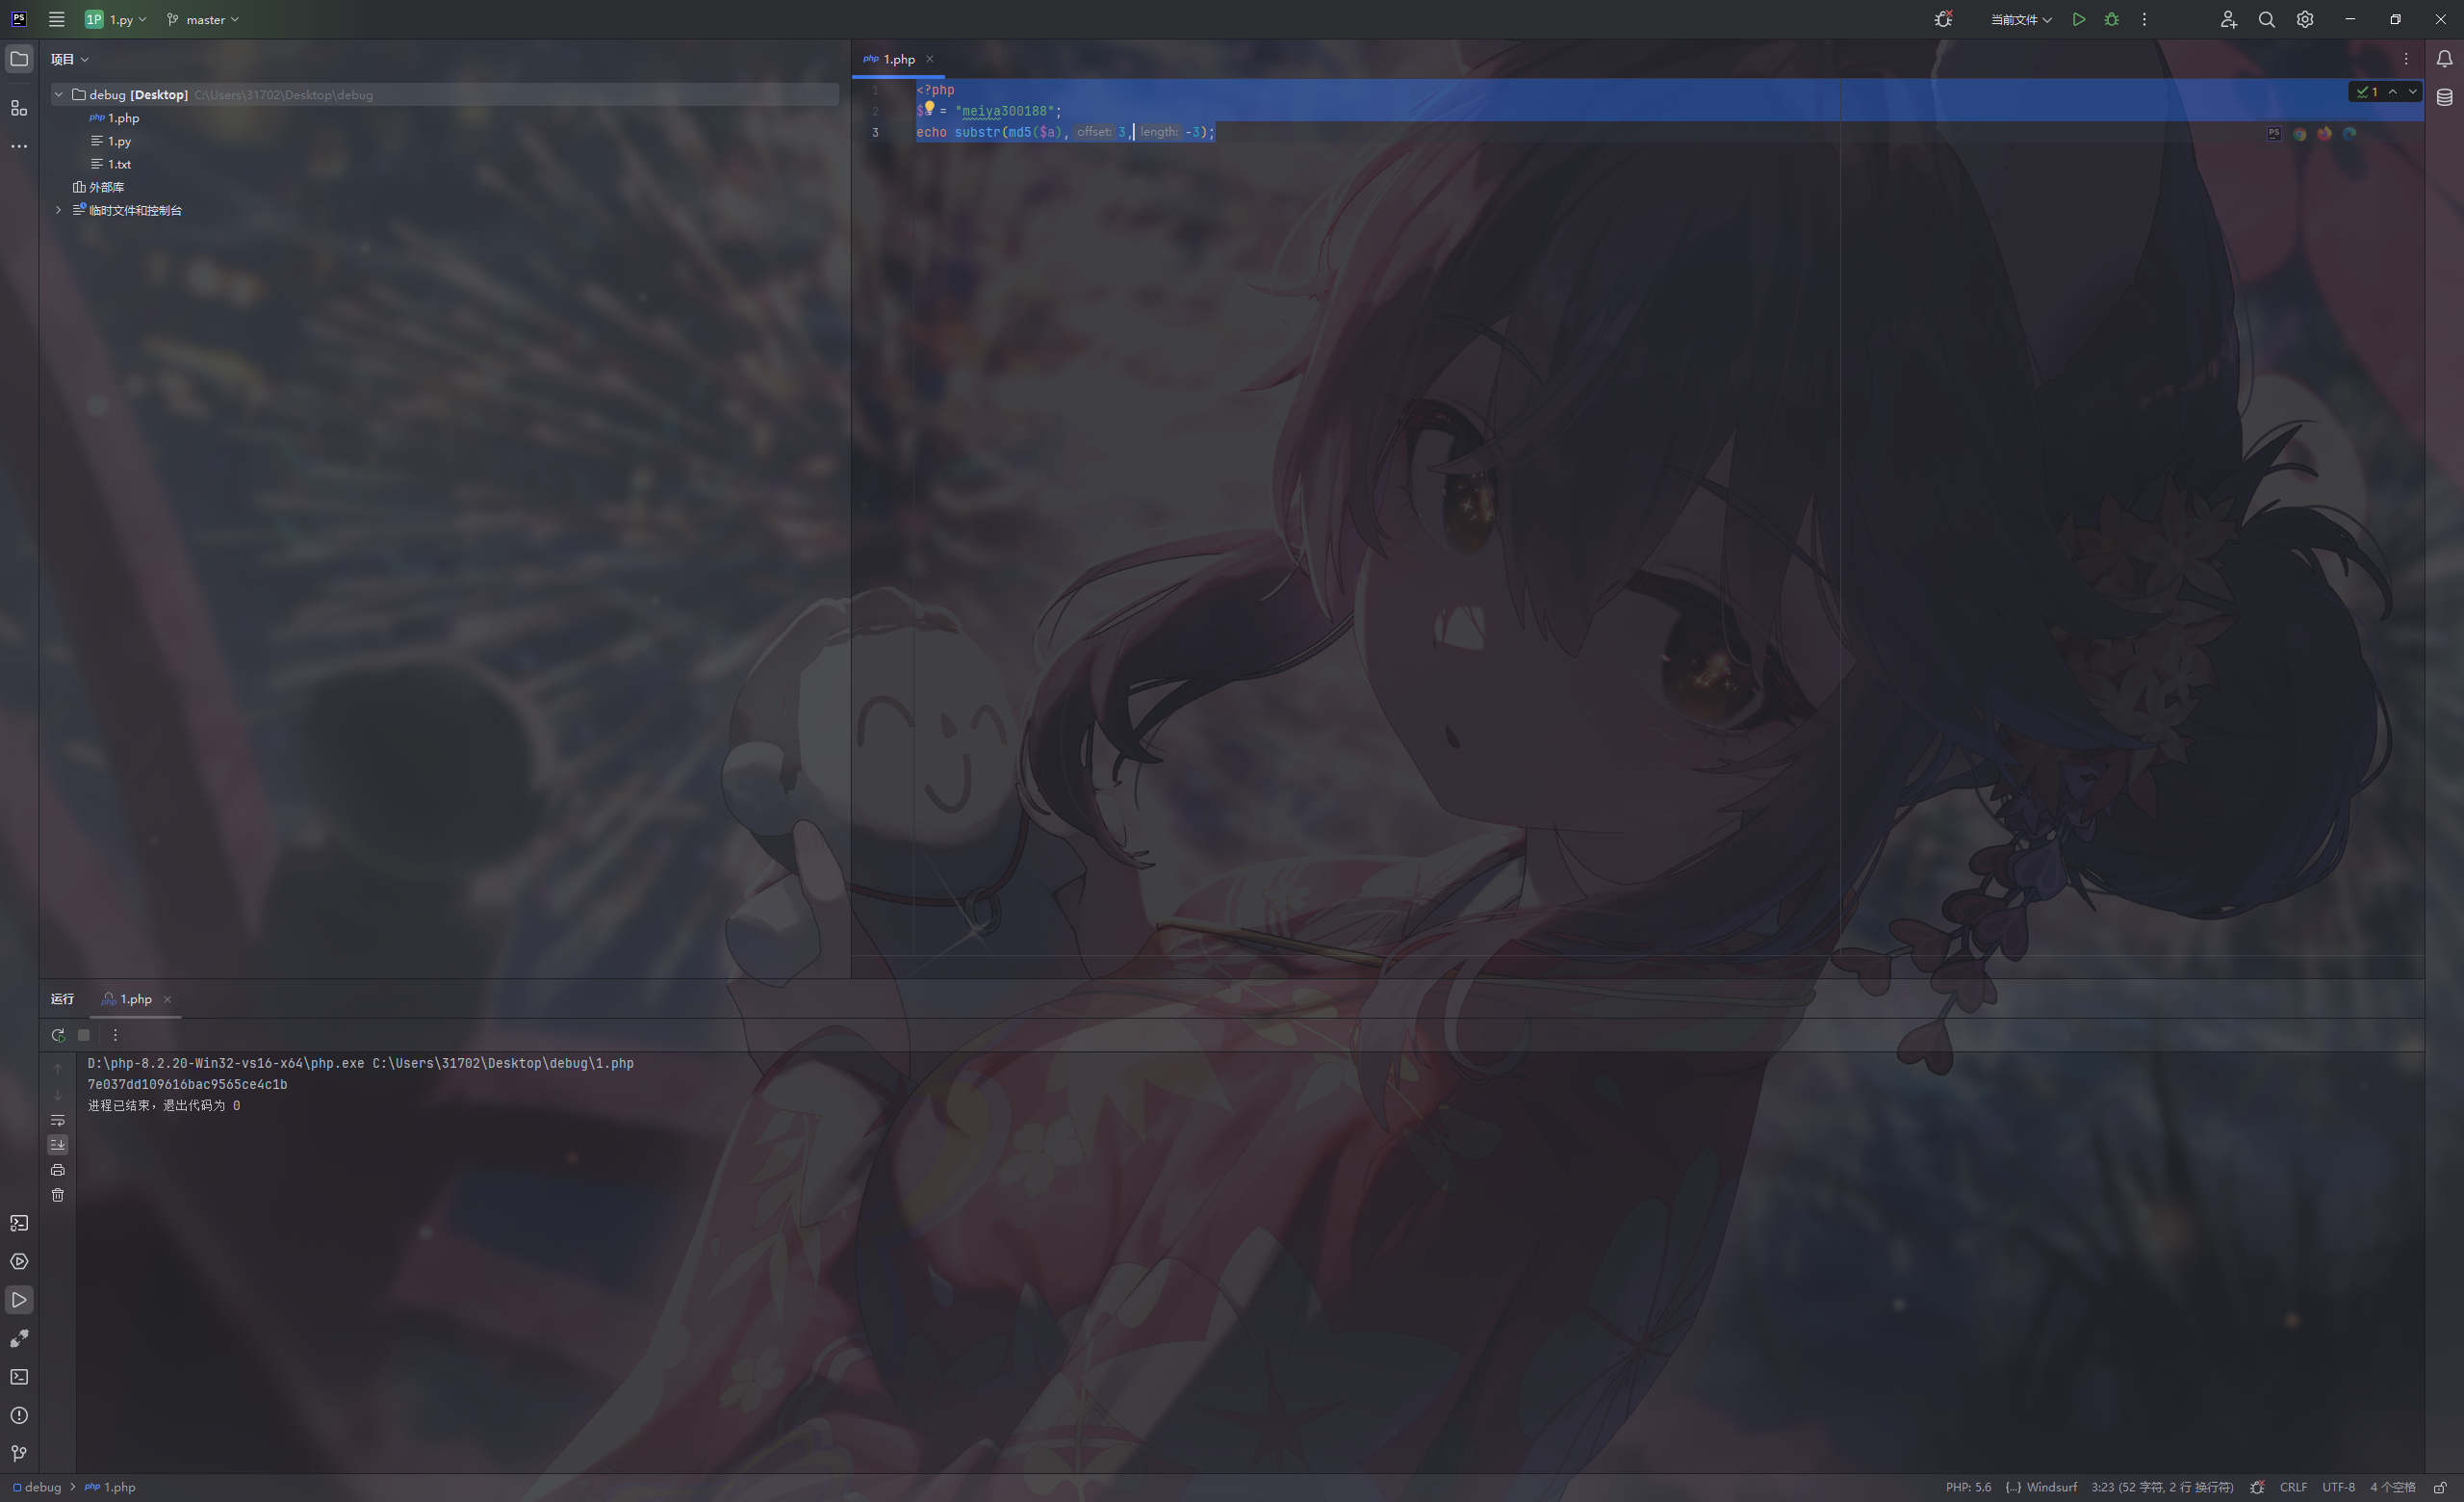 PS 1P 1.py master 当前文件
项目
debug [Desktop] C:\Users\31702\Desktop\debug
1.php
1.py
1.txt
外部库
临时文件和控制台
php 1.php
1 <?php
2 $ = "meiya300188";
3 echo substr(md5($a), offset: 3, length: -3);
1
运行 1.php
D:\php-8.2.20-Win32-vs16-x64\php.exe C:\Users\31702\Desktop\debug\1.php
7e037dd109616bac9565ce4c1b
进程已结束，退出代码为 0
debug php 1.php PHP: 5.6 {...} Windsurf 3:23 (52 字符, 2 行 换行符) CRLF UTF-8 4 个空格